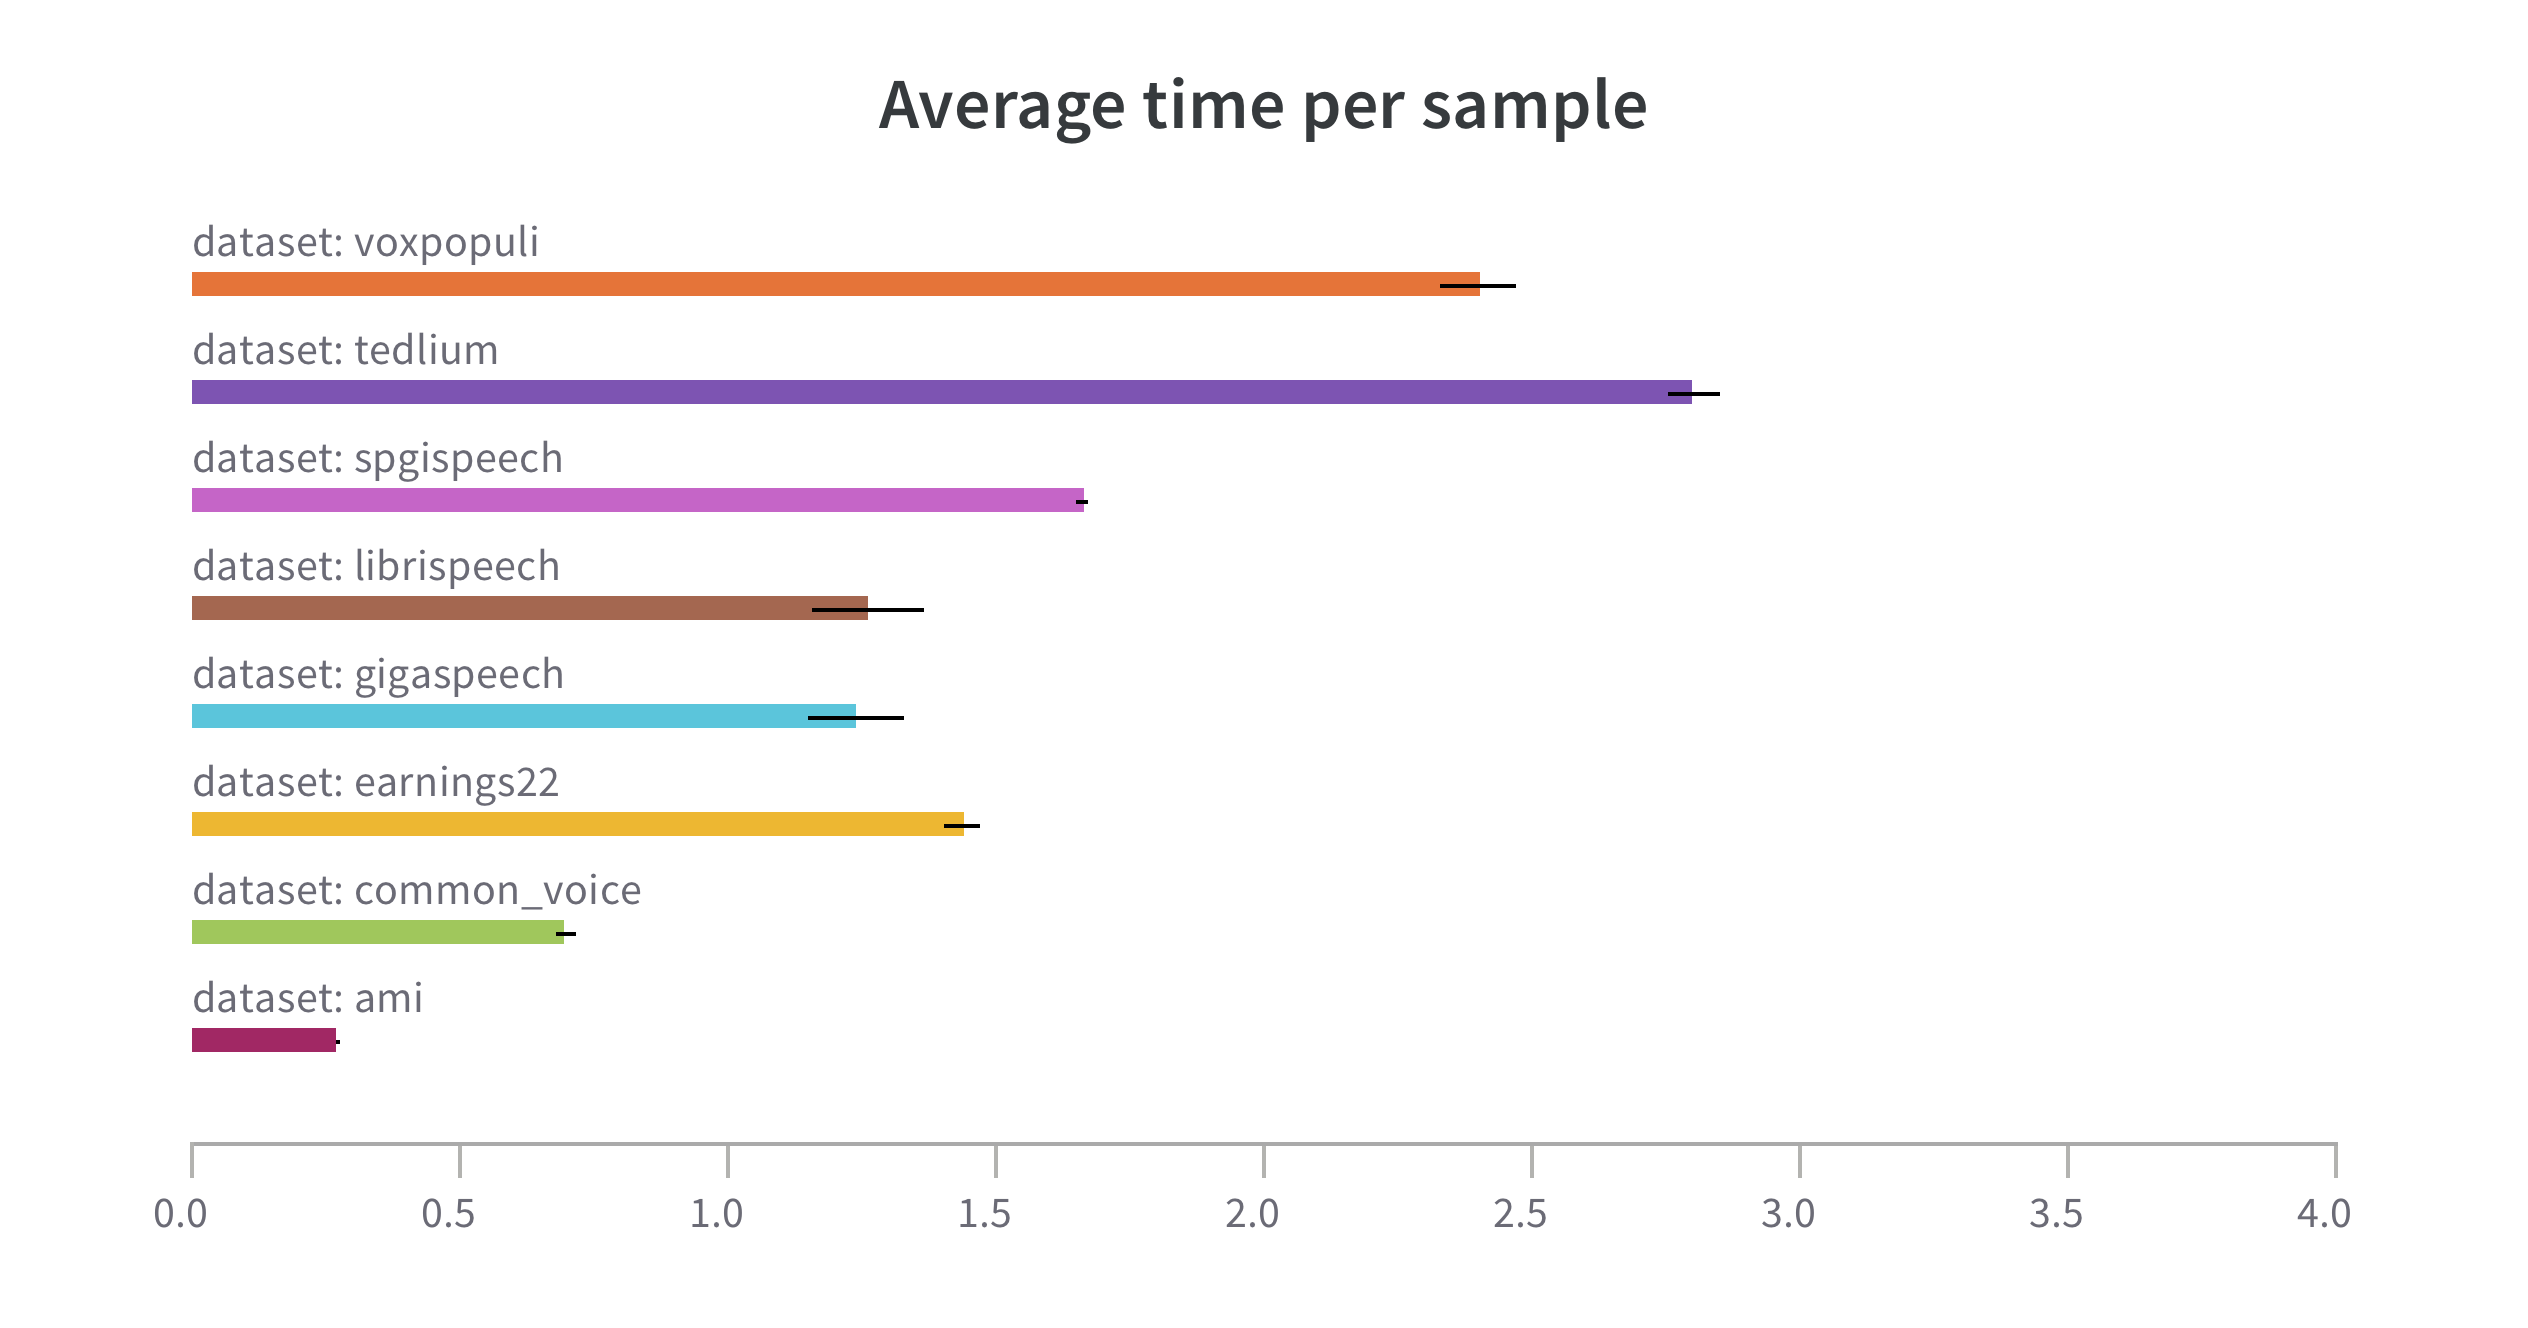 Average time per sample
dataset: voxpopuli
dataset: tedlium
dataset: spgispeech
dataset: librispeech
dataset: gigaspeech
dataset: earnings22
dataset: common_voice
dataset: ami
0.0 0.5 1.0 1.5 2.0 2.5 3.0 3.5 4.0